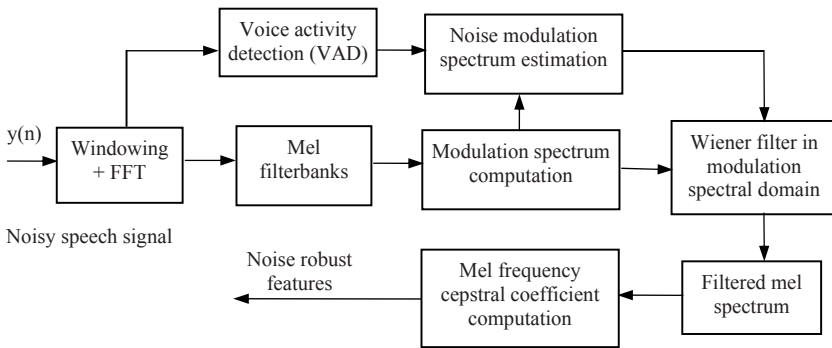 Voice activity
detection (VAD)
Noise modulation
spectrum estimation
y(n)
Windowing
+ FFT
Mel
filterbanks
Modulation spectrum
computation
Wiener filter in
modulation
spectral domain
Noisy speech signal
Noise robust
features
Mel frequency
cepstral coefficient
computation
Filtered mel
spectrum